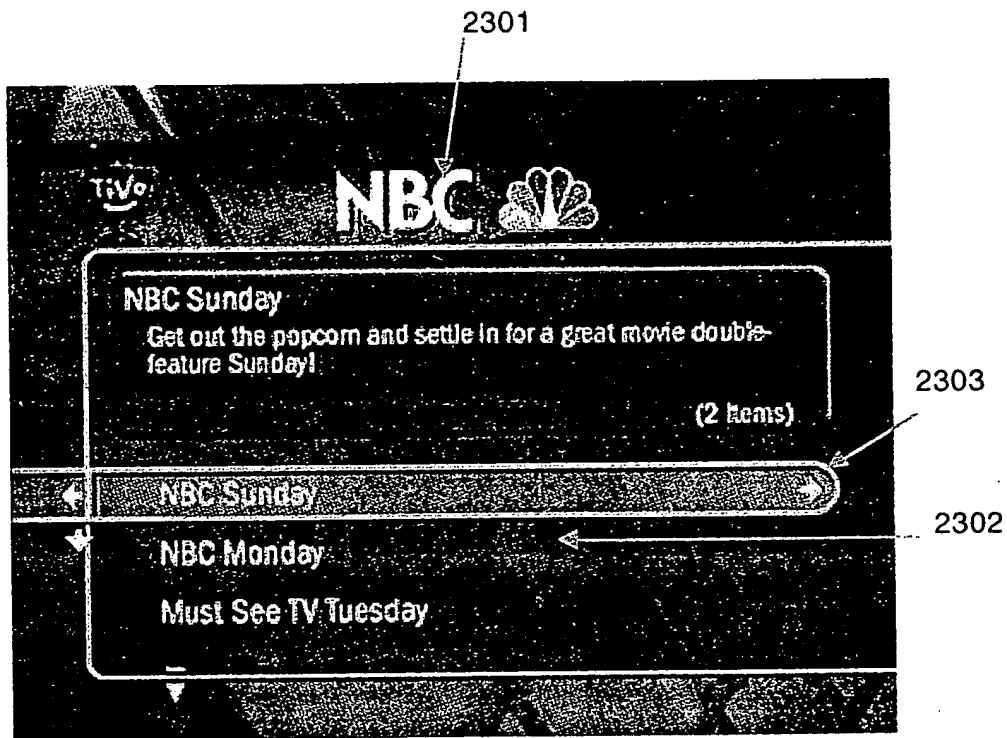 2301
TiVo
NBC
NBC Sunday
Get out the popcorn and settle in for a great movie double-
feature Sunday!
(2 items)
2303
NBC Sunday
2302
NBC Monday
Must See TV Tuesday